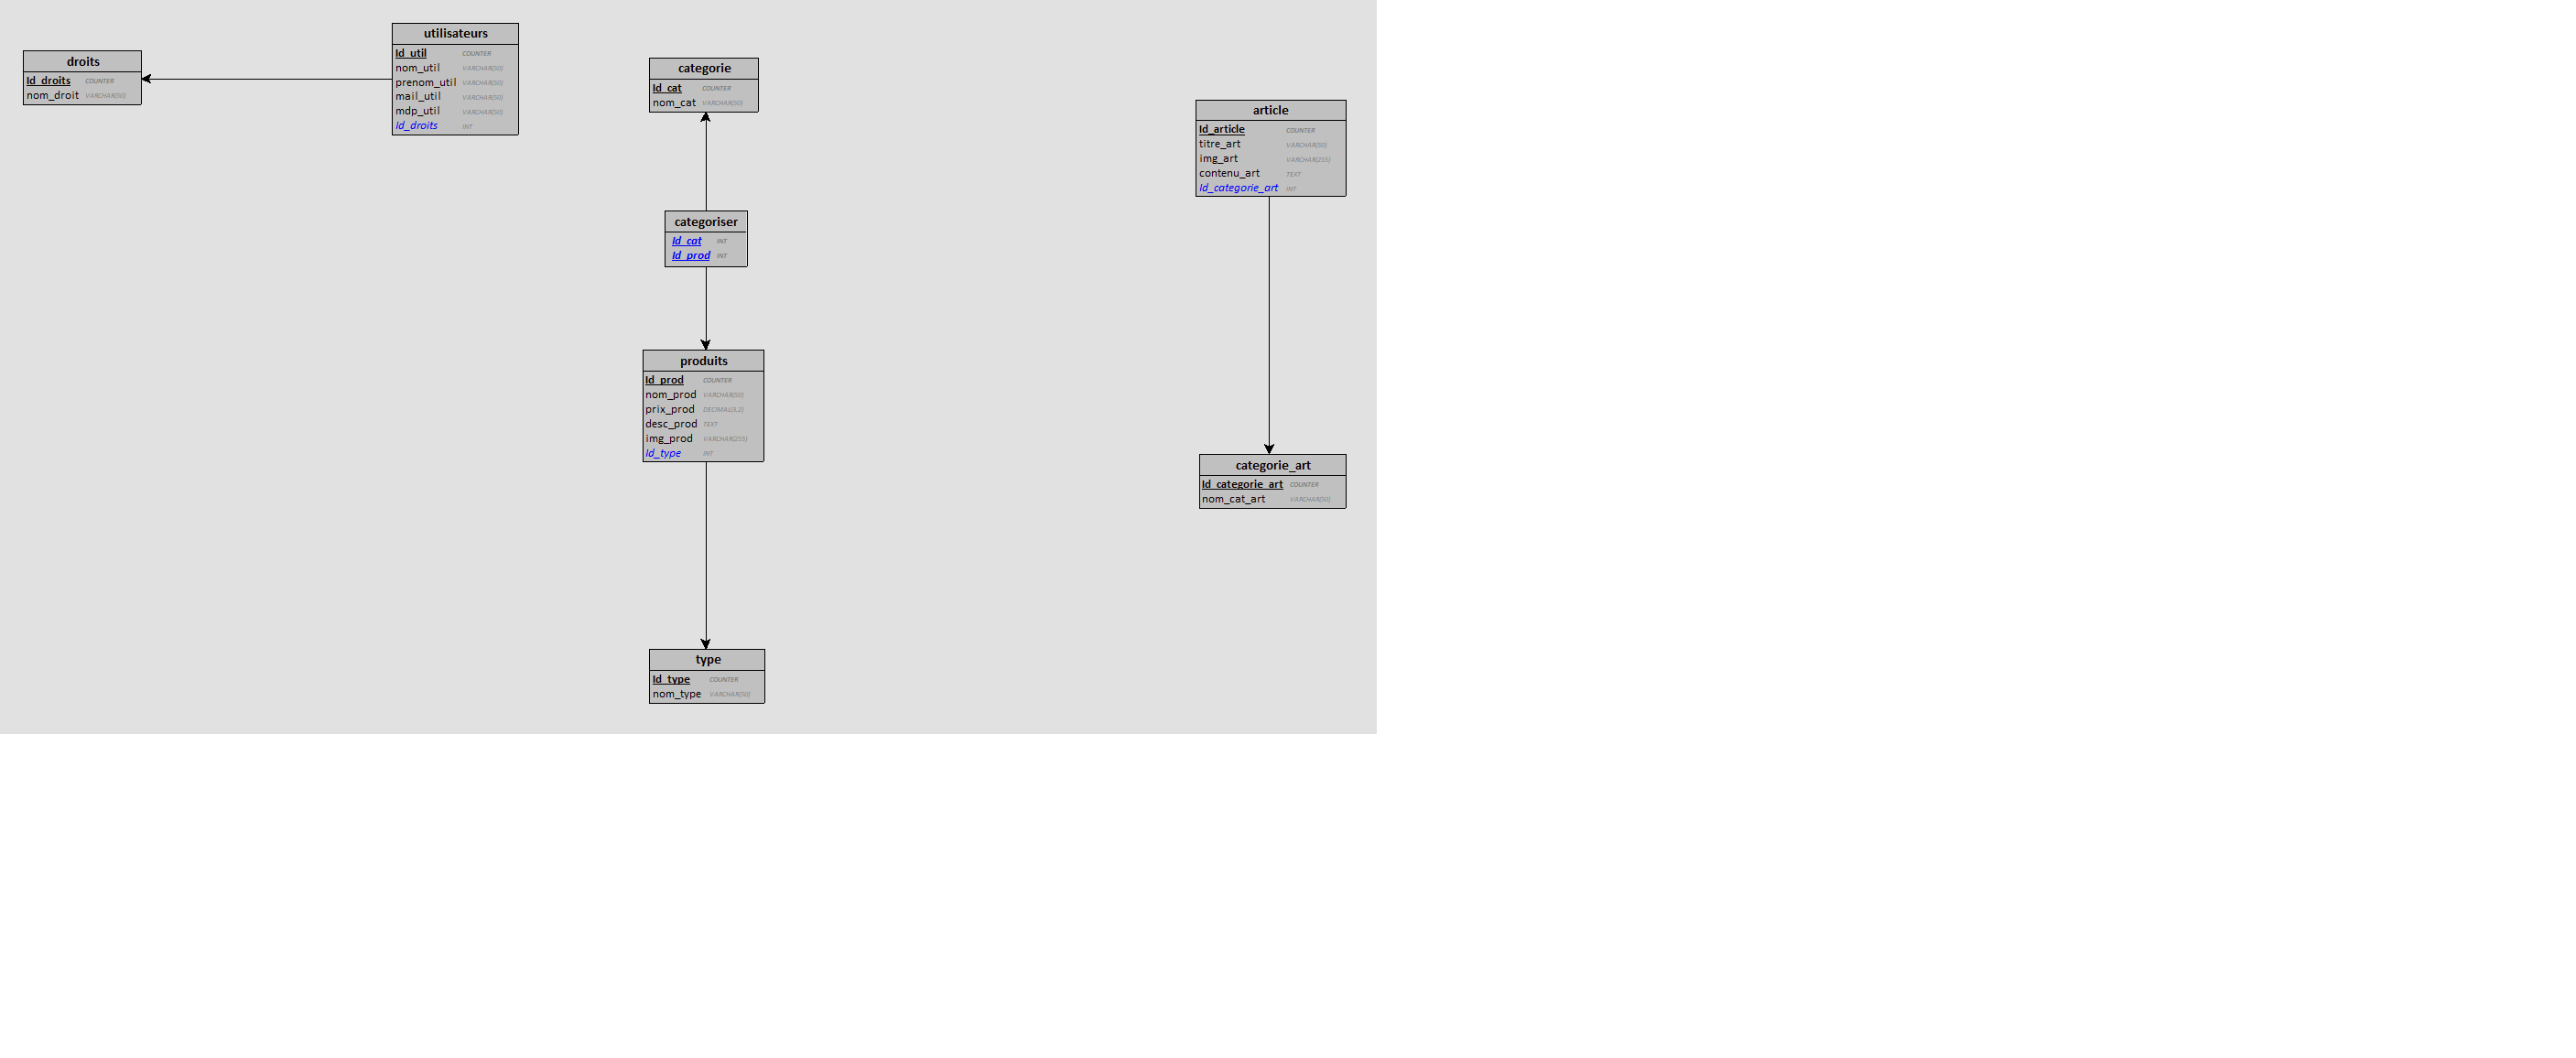 droits
Id_droits COUNTER
nom_droit VARCHAR(50)
utilisateurs
Id_util COUNTER
nom_util VARCHAR(50)
prenom_util VARCHAR(50)
mail_util VARCHAR(50)
mdp_util VARCHAR(50)
Id_droits INT
categorie
Id_cat COUNTER
nom_cat VARCHAR(50)
categoriser
Id_cat INT
Id_prod INT
produits
Id_prod COUNTER
nom_prod VARCHAR(50)
prix_prod DECIMAL(3,2)
desc_prod TEXT
img_prod VARCHAR(255)
Id_type INT
type
Id_type COUNTER
nom_type VARCHAR(50)
article
Id_article COUNTER
titre_art VARCHAR(50)
img_art VARCHAR(255)
contenu_art TEXT
Id_categorie_art INT
categorie_art
Id_categorie_art COUNTER
nom_cat_art VARCHAR(50)